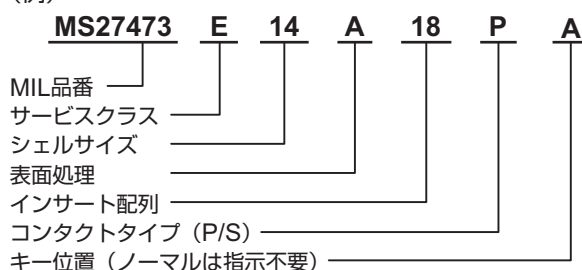 (例)
MS27473 E 14 A 18 P A
MIL品番
サービスクラス
シェルサイズ
表面処理
インサート配列
コンタクトタイプ（P/S）
キー位置（ノーマルは指示不要）